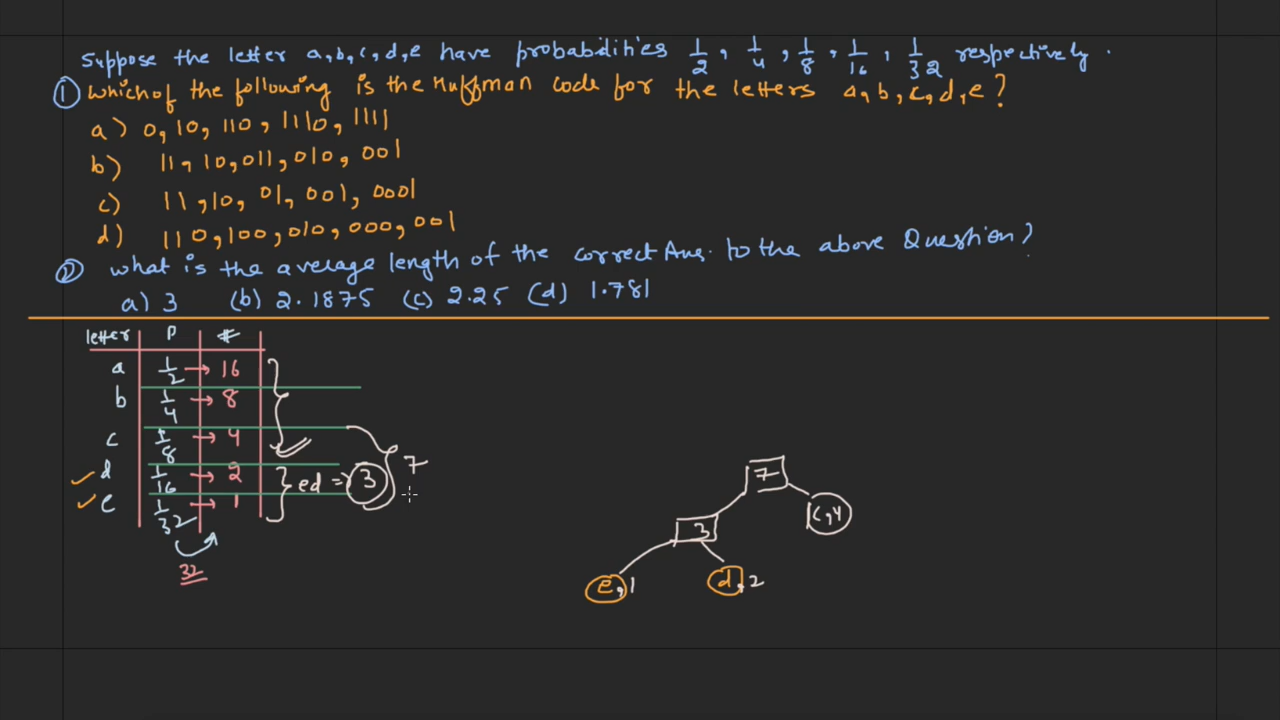 Suppose the letter a,b,c,d,e have probabilities 1/2, 1/4, 1/8, 1/16, 1/32 respectively.
① which of the following is the Huffman code for the letters a,b,c,d,e?
a) 0, 10, 110, 1110, 1111
b) 11, 10, 011, 010, 001
c) 11, 10, 01, 001, 0001
d) 110, 100, 010, 000, 001
② what is the average length of the correct Ans. to the above Question?
a) 3 (b) 2.1875 (c) 2.25 (d) 1.781
letter P #
a 1/2 → 16
b 1/4 → 8
c 1/8 → 4
d 1/16 → 2
e 1/32 → 1
ed = 3
7
32
7
c,4
3
e,1
d,2